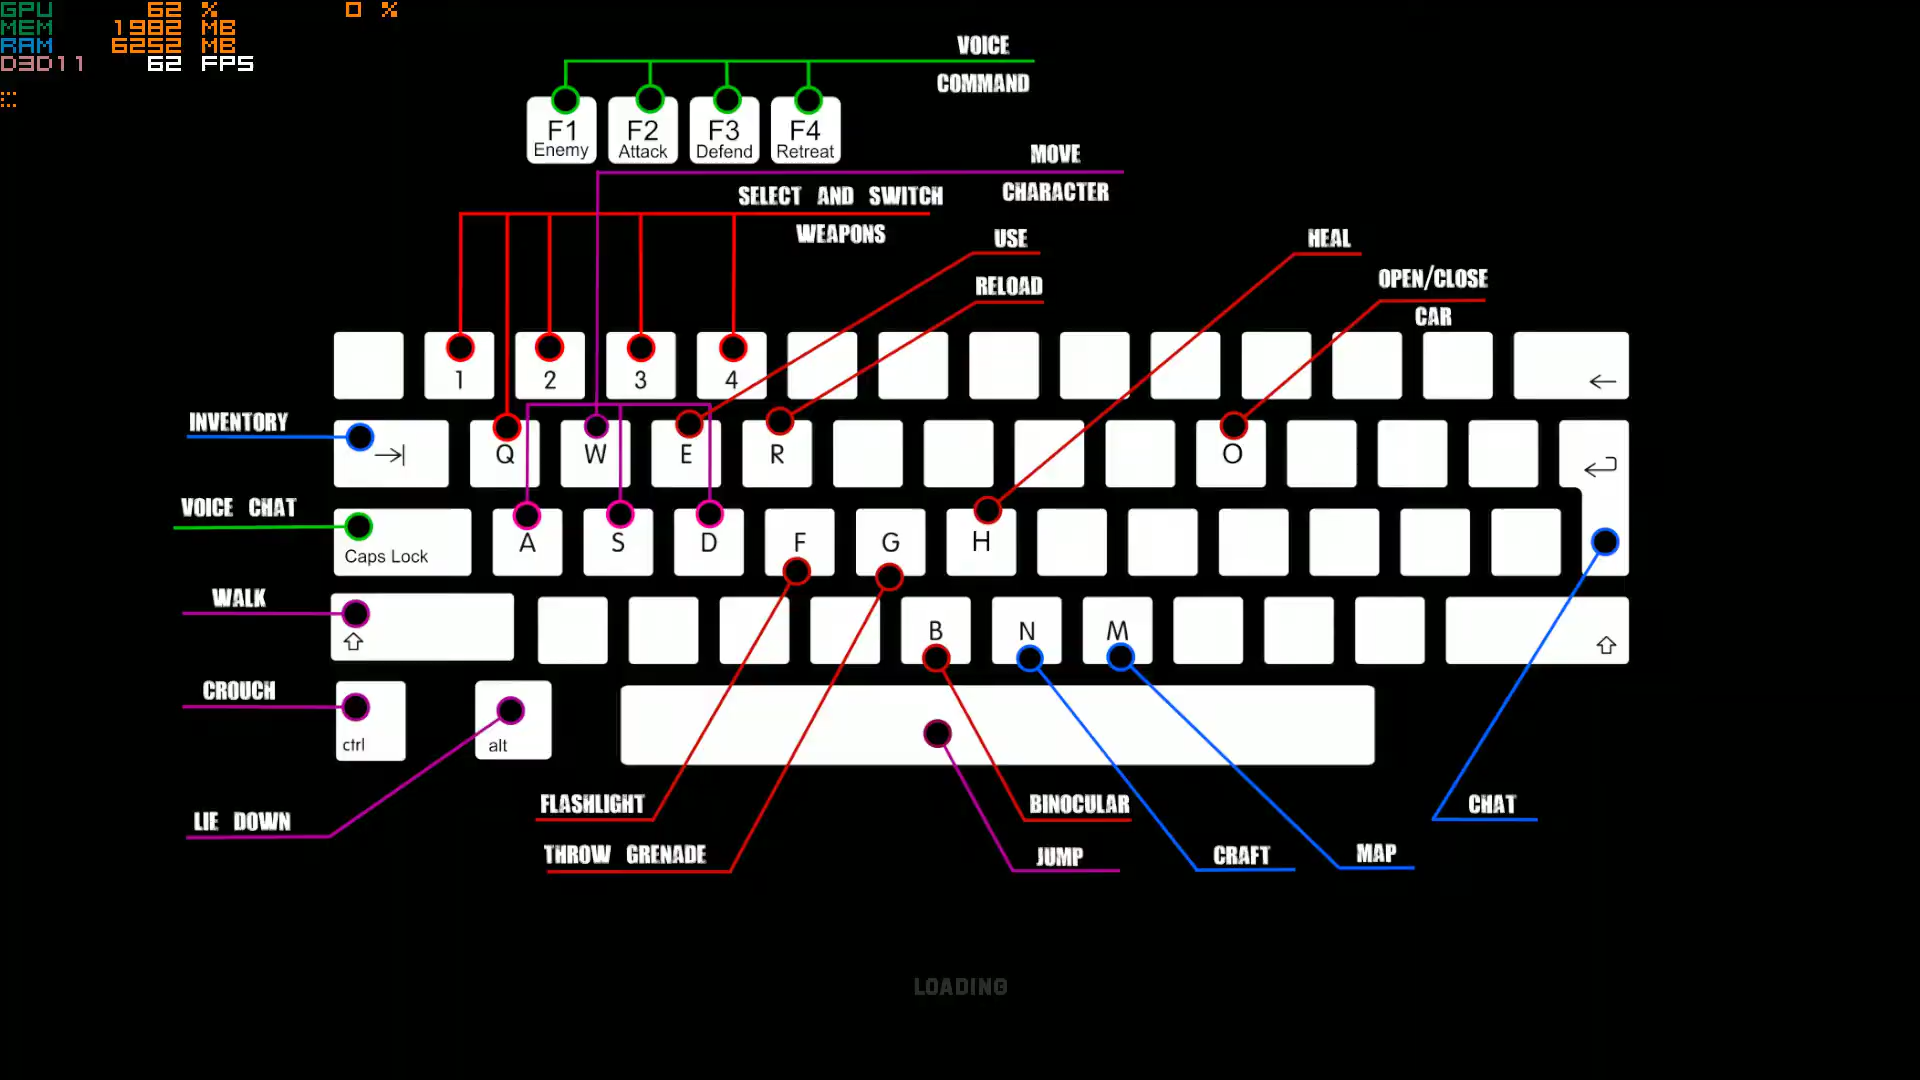 GPU 62 % 0 %
MEM 1982 MB
RAM 6252 MB
D3D11 62 FPS
VOICE
COMMAND
F1 F2 F3 F4
Enemy Attack Defend Retreat
MOVE
CHARACTER
SELECT AND SWITCH
WEAPONS
USE
HEAL
RELOAD
OPEN/CLOSE
CAR
1 2 3 4 ←
INVENTORY
→| Q W E R O
VOICE CHAT
A S D F G H
Caps Lock
WALK
B N M
CROUCH
ctrl alt
LIE DOWN
FLASHLIGHT
BINOCULAR
CHAT
THROW GRENADE
JUMP
CRAFT
MAP
LOADING